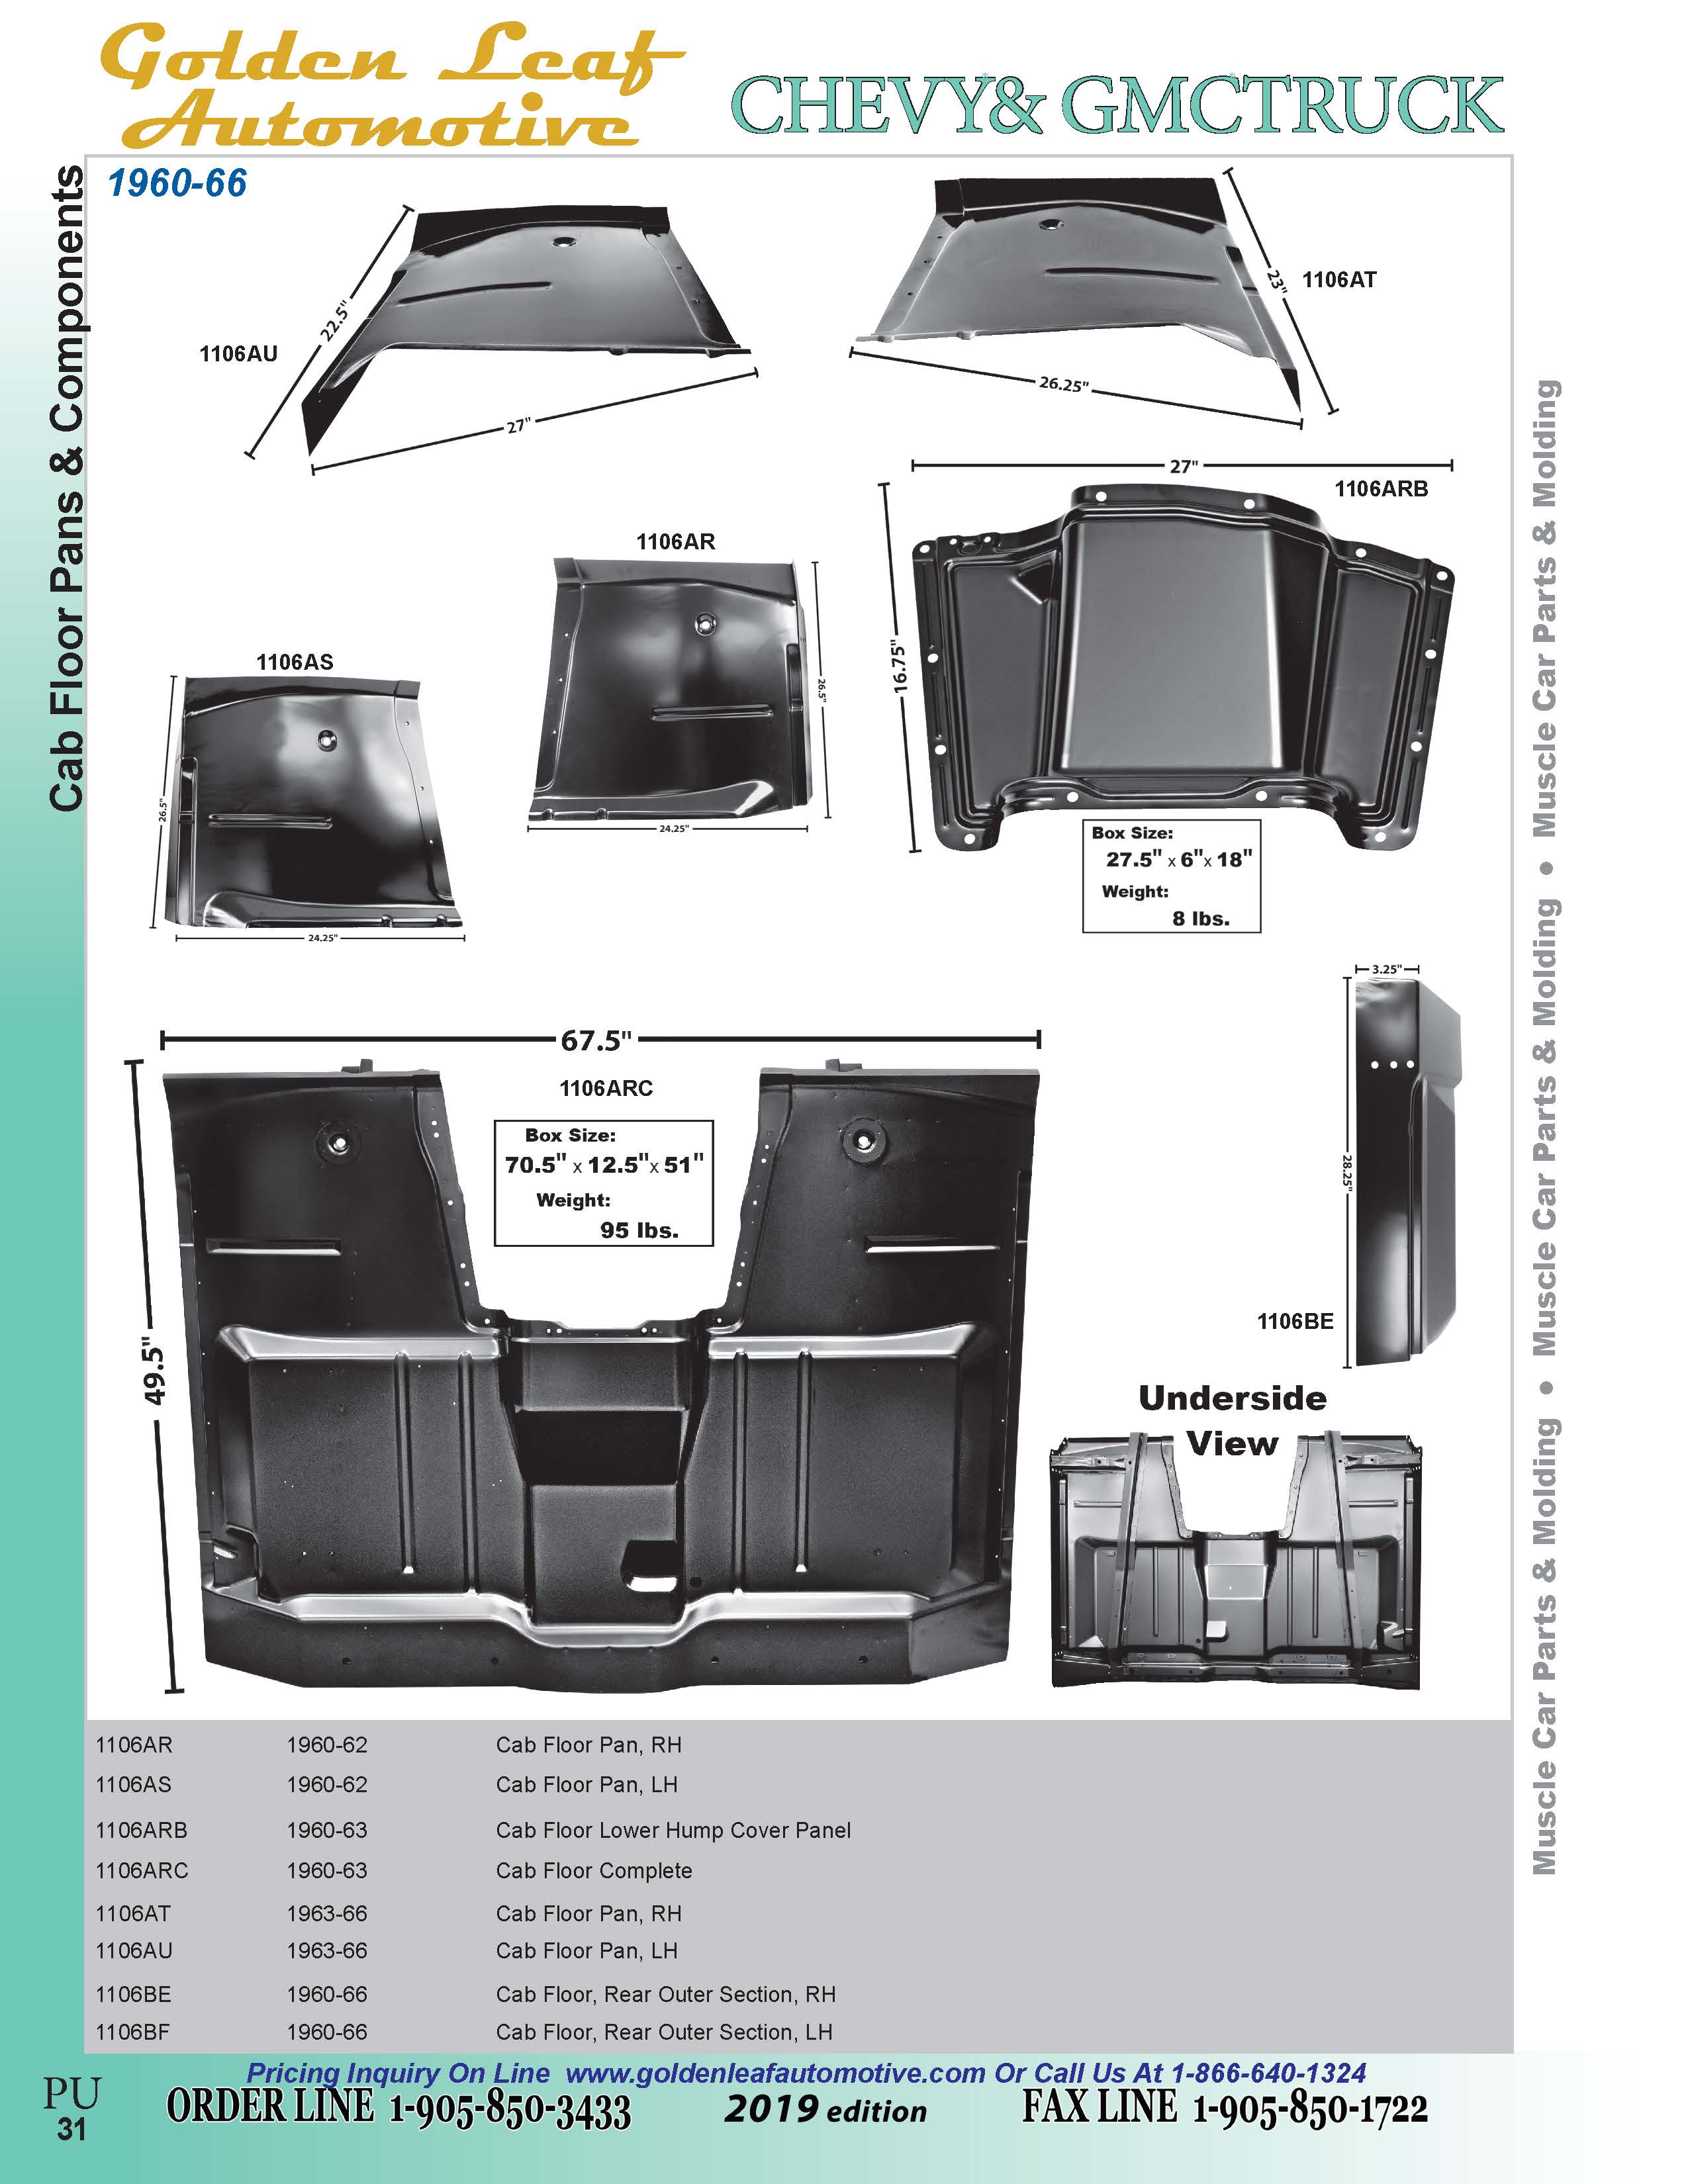 Golden Leaf
Automotive
CHEVY& GMCTRUCK
Cab Floor Pans & Components
1960-66
22.5"
1106AU
27"
23"
1106AT
26.25"
27"
1106ARB
16.75"
1106AR
26.5"
24.25"
1106AS
26.5"
24.25"
Box Size:
27.5" x 6"x 18"
Weight:
8 lbs.
3.25"
28.25"
1106BE
67.5"
1106ARC
Box Size:
70.5" x 12.5"x 51"
Weight:
95 lbs.
49.5"
Underside
View
Muscle Car Parts & Molding • Muscle Car Parts & Molding • Muscle Car Parts & Molding
1106AR 1960-62 Cab Floor Pan, RH
1106AS 1960-62 Cab Floor Pan, LH
1106ARB 1960-63 Cab Floor Lower Hump Cover Panel
1106ARC 1960-63 Cab Floor Complete
1106AT 1963-66 Cab Floor Pan, RH
1106AU 1963-66 Cab Floor Pan, LH
1106BE 1960-66 Cab Floor, Rear Outer Section, RH
1106BF 1960-66 Cab Floor, Rear Outer Section, LH
Pricing Inquiry On Line www.goldenleafautomotive.com Or Call Us At 1-866-640-1324
PU
31
ORDER LINE 1-905-850-3433
2019 edition
FAX LINE 1-905-850-1722